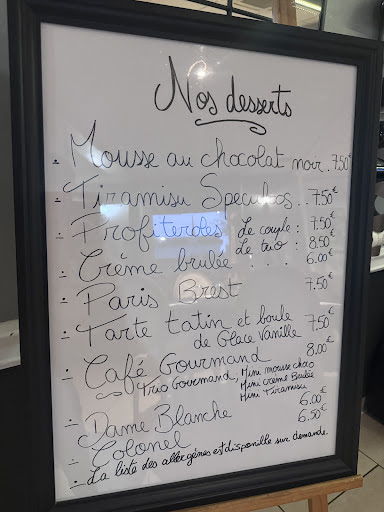 Nos desserts
- Mousse au chocolat noir . 7.50€
- Tiramisu Speculos . . 7.50€
- Profiteroles Le couple : 7.50€
Le trio : 8.50€
- Crème brulée . . . . 6.00€
- Paris Brest 7.50€
- Tarte tatin et boule
de Glace Vanille 7.50€
- Café Gourmand 8.00€
Trio Gourmand, Mini mousse choco
Mini creme Brulée
Mini Tiramisu
- Dame Blanche 6.00€
- Colonel 6.50€
- La liste des allergènes est disponible sur demande.